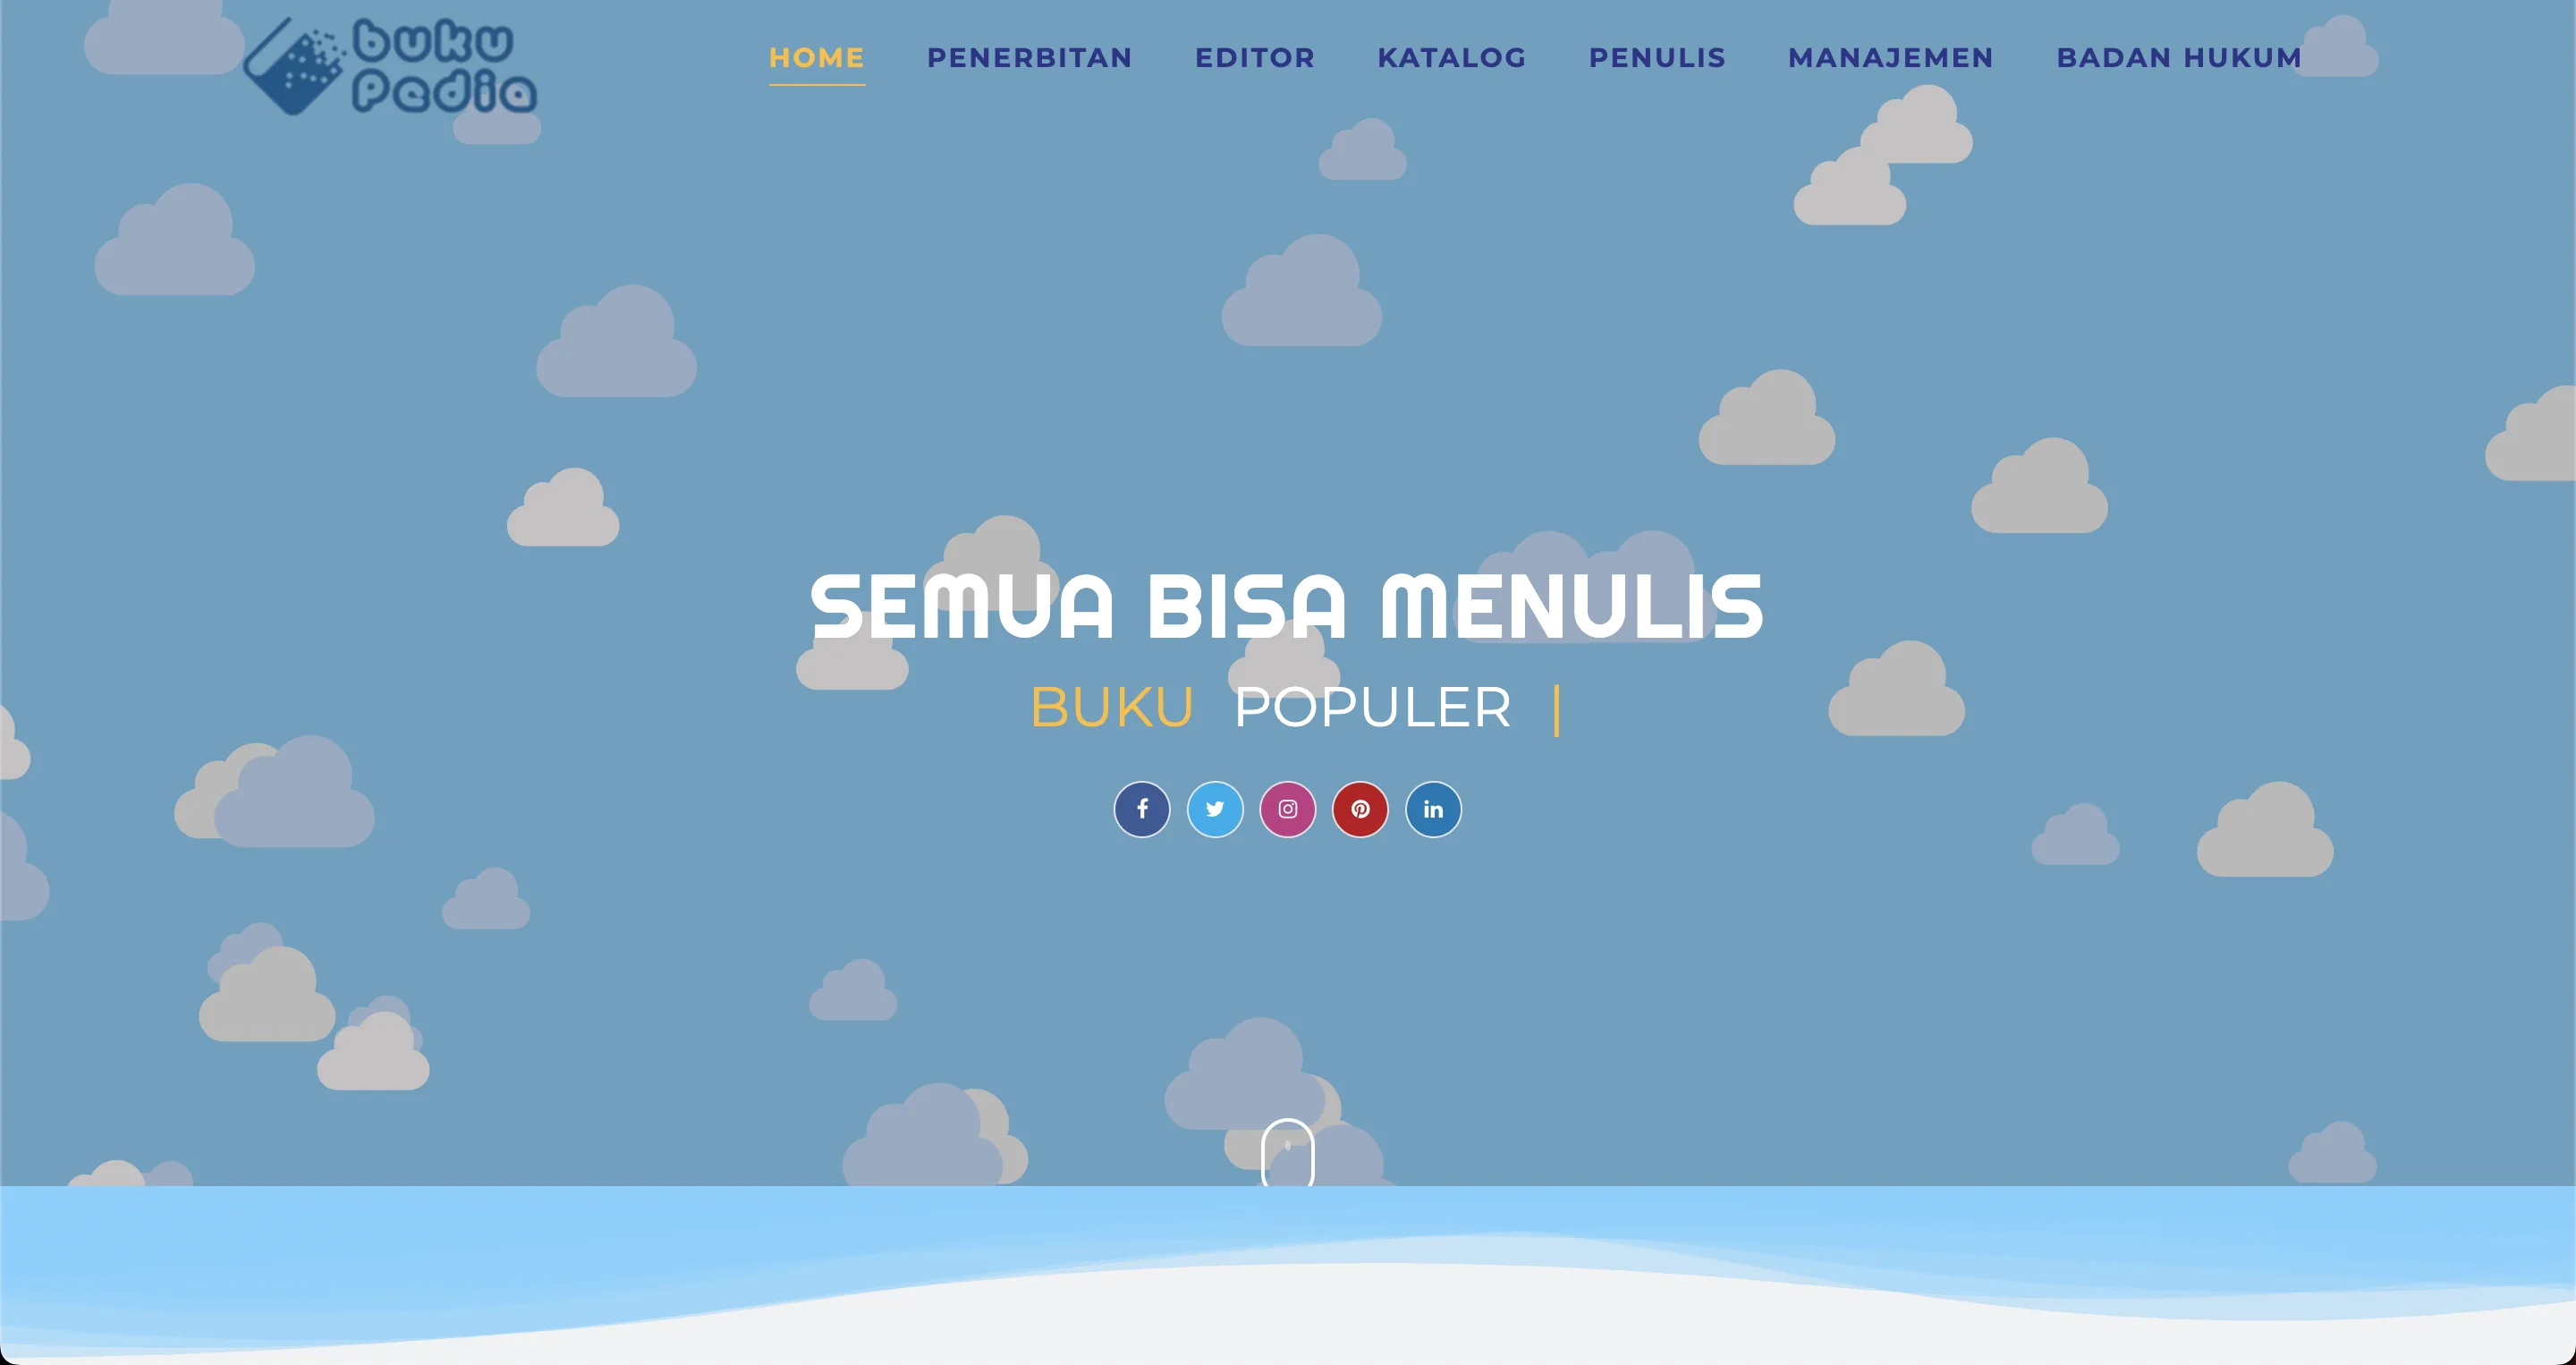 buku
Pedia
HOME PENERBITAN EDITOR KATALOG PENULIS MANAJEMEN BADAN HUKUM
SEMUA BISA MENULIS
BUKU POPULER |